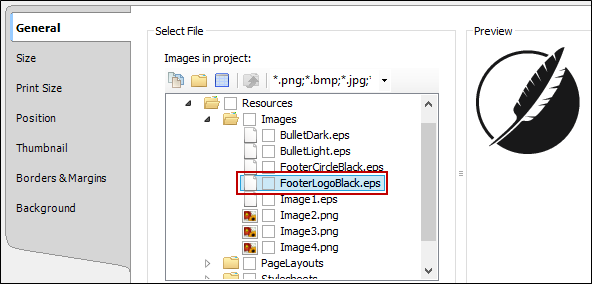 General
Size
Print Size
Position
Thumbnail
Borders & Margins
Background
Select File
Images in project:
*.png;*.bmp;*.jpg;*
Resources
Images
BulletDark.eps
BulletLight.eps
FooterCircleBlack.eps
FooterLogoBlack.eps
Image1.eps
Image2.png
Image3.png
Image4.png
PageLayouts
Stylesheets
Preview